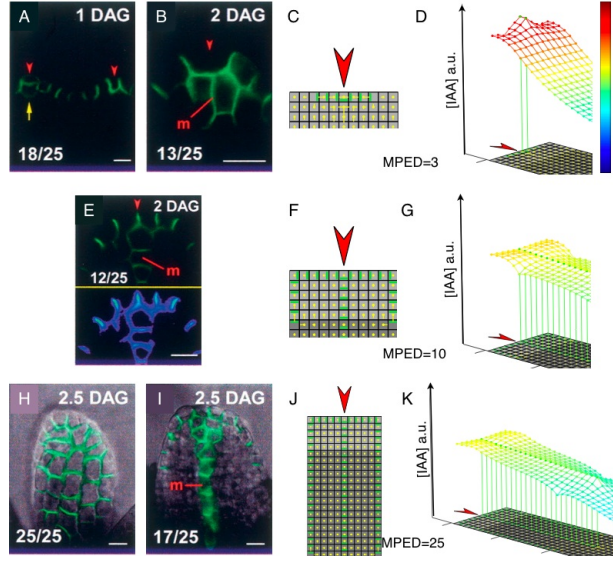 A
1 DAG
18/25
B
2 DAG
m
13/25
C
MPED=3
D
[IAA] a.u.
E
2 DAG
m
12/25
F
MPED=10
G
[IAA] a.u.
H
2.5 DAG
25/25
I
2.5 DAG
m
17/25
J
MPED=25
K
[IAA] a.u.